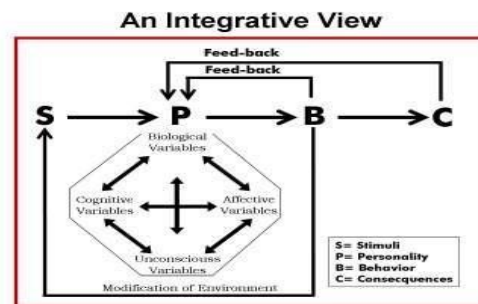 An Integrative View
Feed-back
Feed-back
S P B C
Biological
Variables
Cognitive
Variables
Affective
Variables
Unconsciouss
Variables
Modification of Environment
S= Stimuli
P= Personality
B= Behavior
C= Consecquences